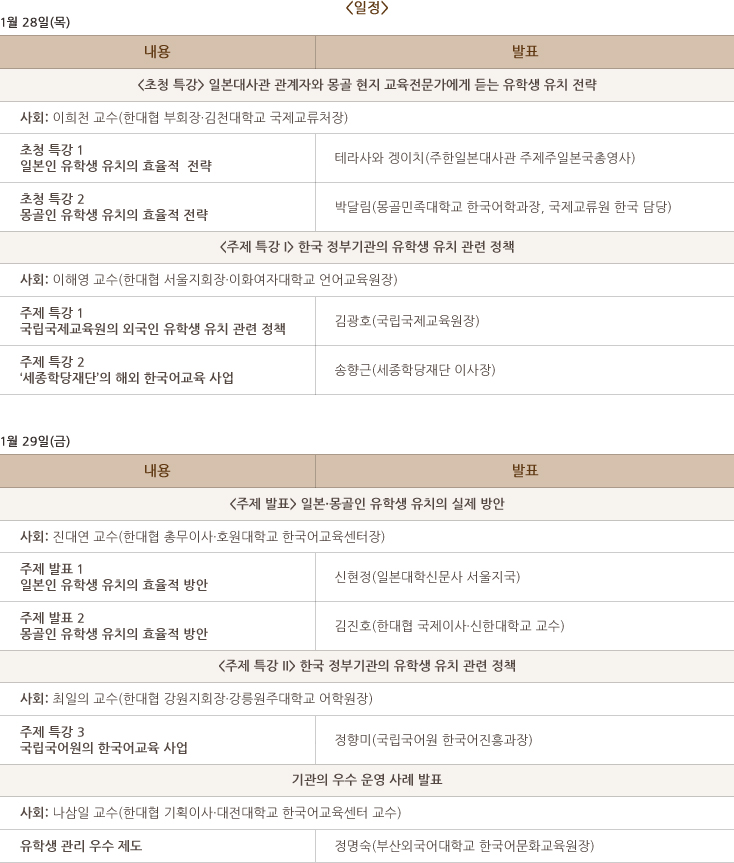 <일정>
1월 28일(목)
내용 발표
<초청 특강> 일본대사관 관계자와 몽골 현지 교육전문가에게 듣는 유학생 유치 전략
사회: 이희천 교수(한대협 부회장·김천대학교 국제교류처장)
초청 특강 1
일본인 유학생 유치의 효율적 전략
테라사와 겡이치(주한일본대사관 주제주일본국총영사)
초청 특강 2
몽골인 유학생 유치의 효율적 전략
박달림(몽골민족대학교 한국어학과장, 국제교류원 한국 담당)
<주제 특강 I> 한국 정부기관의 유학생 유치 관련 정책
사회: 이해영 교수(한대협 서울지회장·이화여자대학교 언어교육원장)
주제 특강 1
국립국제교육원의 외국인 유학생 유치 관련 정책
김광호(국립국제교육원장)
주제 특강 2
‘세종학당재단’의 해외 한국어교육 사업
송향근(세종학당재단 이사장)
1월 29일(금)
내용 발표
<주제 발표> 일본·몽골인 유학생 유치의 실제 방안
사회: 진대연 교수(한대협 총무이사·호원대학교 한국어교육센터장)
주제 발표 1
일본인 유학생 유치의 효율적 방안
신현정(일본대학신문사 서울지국)
주제 발표 2
몽골인 유학생 유치의 효율적 방안
김진호(한대협 국제이사·신한대학교 교수)
<주제 특강 II> 한국 정부기관의 유학생 유치 관련 정책
사회: 최일의 교수(한대협 강원지회장·강릉원주대학교 어학원장)
주제 특강 3
국립국어원의 한국어교육 사업
정향미(국립국어원 한국어진흥과장)
기관의 우수 운영 사례 발표
사회: 나삼일 교수(한대협 기획이사·대전대학교 한국어교육센터 교수)
유학생 관리 우수 제도
정명숙(부산외국어대학교 한국어문화교육원장)